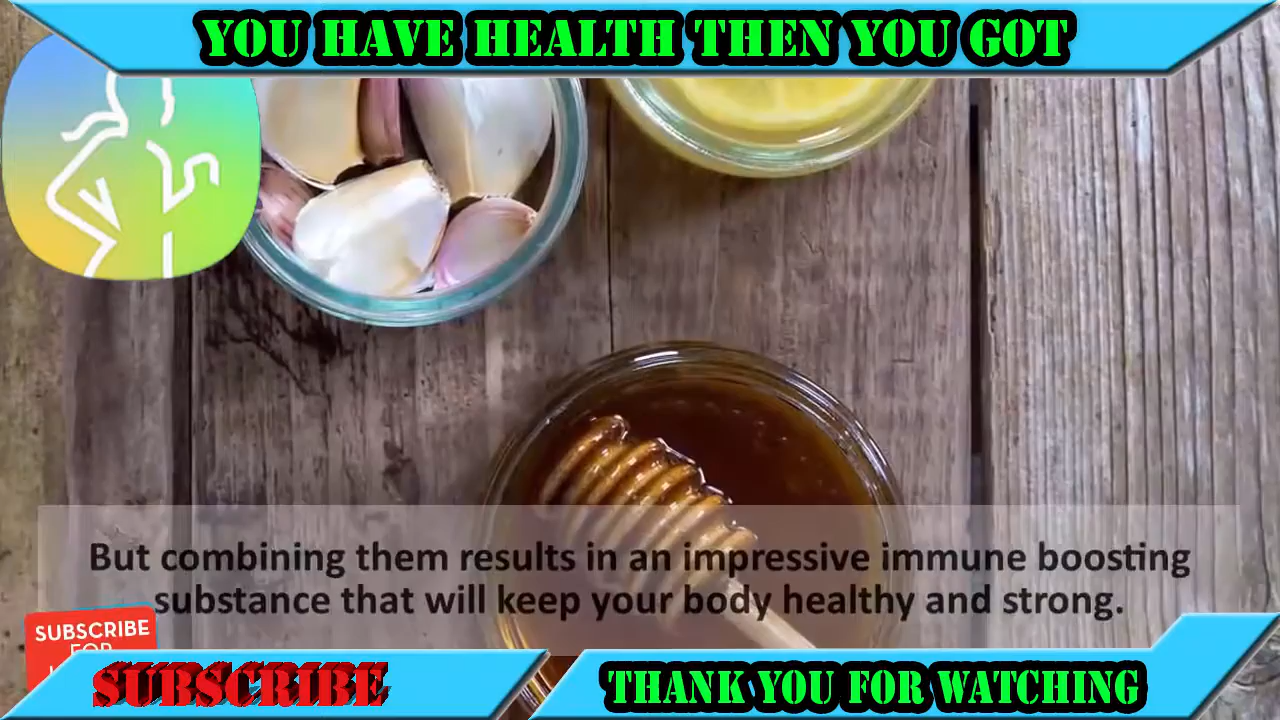 YOU HAVE HEALTH THEN YOU GOT
But combining them results in an impressive immune boosting
substance that will keep your body healthy and strong.
SUBSCRIBE
FOR
SUBSCRIBE
THANK YOU FOR WATCHING